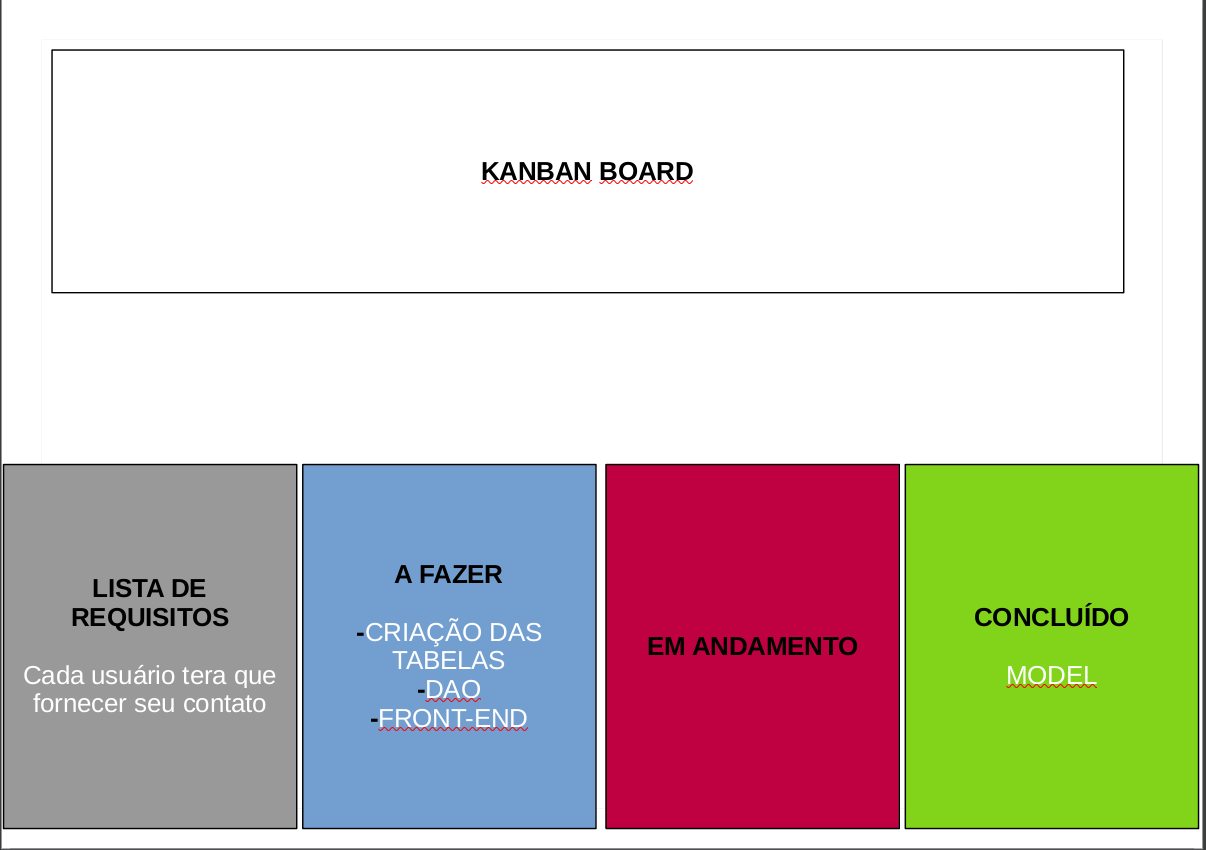 KANBAN BOARD
LISTA DE
REQUISITOS
Cada usuário tera que
fornecer seu contato
A FAZER
-CRIAÇÃO DAS
TABELAS
-DAO
-FRONT-END
EM ANDAMENTO
CONCLUÍDO
MODEL